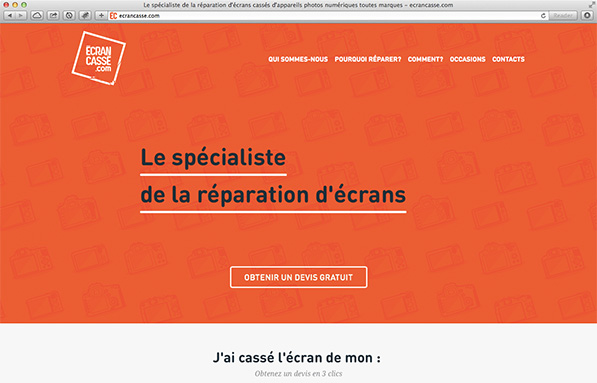 Le spécialiste de la réparation d'écrans cassés d'appareils photos numériques toutes marques – ecrancasse.com
EC ecrancasse.com
Reader
ÉCRAN
CASSÉ
.com
QUI SOMMES-NOUS POURQUOI RÉPARER? COMMENT? OCCASIONS CONTACTS
Le spécialiste
de la réparation d'écrans
OBTENIR UN DEVIS GRATUIT
J'ai cassé l'écran de mon :
Obtenez un devis en 3 clics